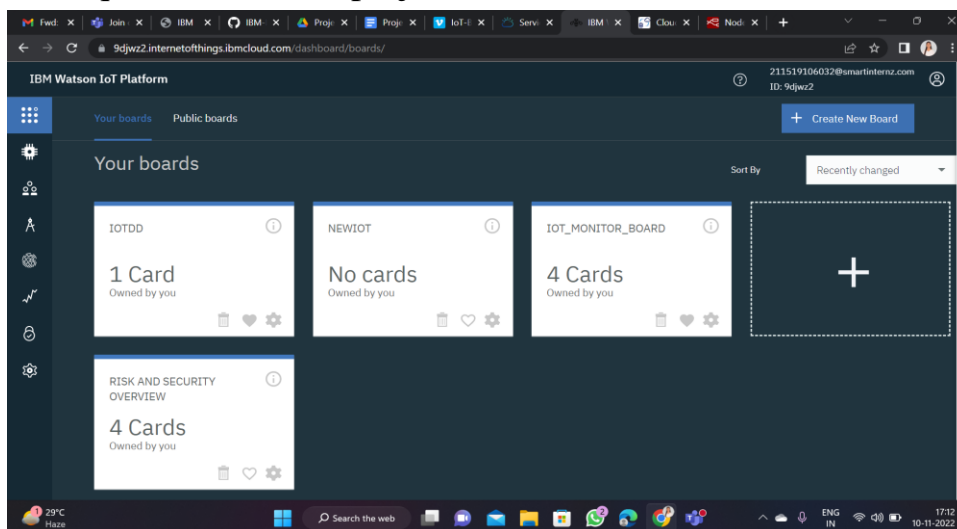 Fwd: Join IBM IBM- Proje Proje IoT-E Servi IBM Clou Nod
9djwz2.internetofthings.ibmcloud.com/dashboard/boards/
IBM Watson IoT Platform
211519106032@smartinternz.com
ID: 9djwz2
Your boards Public boards
+ Create New Board
Your boards
Sort By Recently changed
IOTDD NEWIOT IOT_MONITOR_BOARD
1 Card No cards 4 Cards
Owned by you Owned by you Owned by you
RISK AND SECURITY
OVERVIEW
4 Cards
Owned by you
29°C
Haze
Search the web
ENG
IN
17:12
10-11-2022